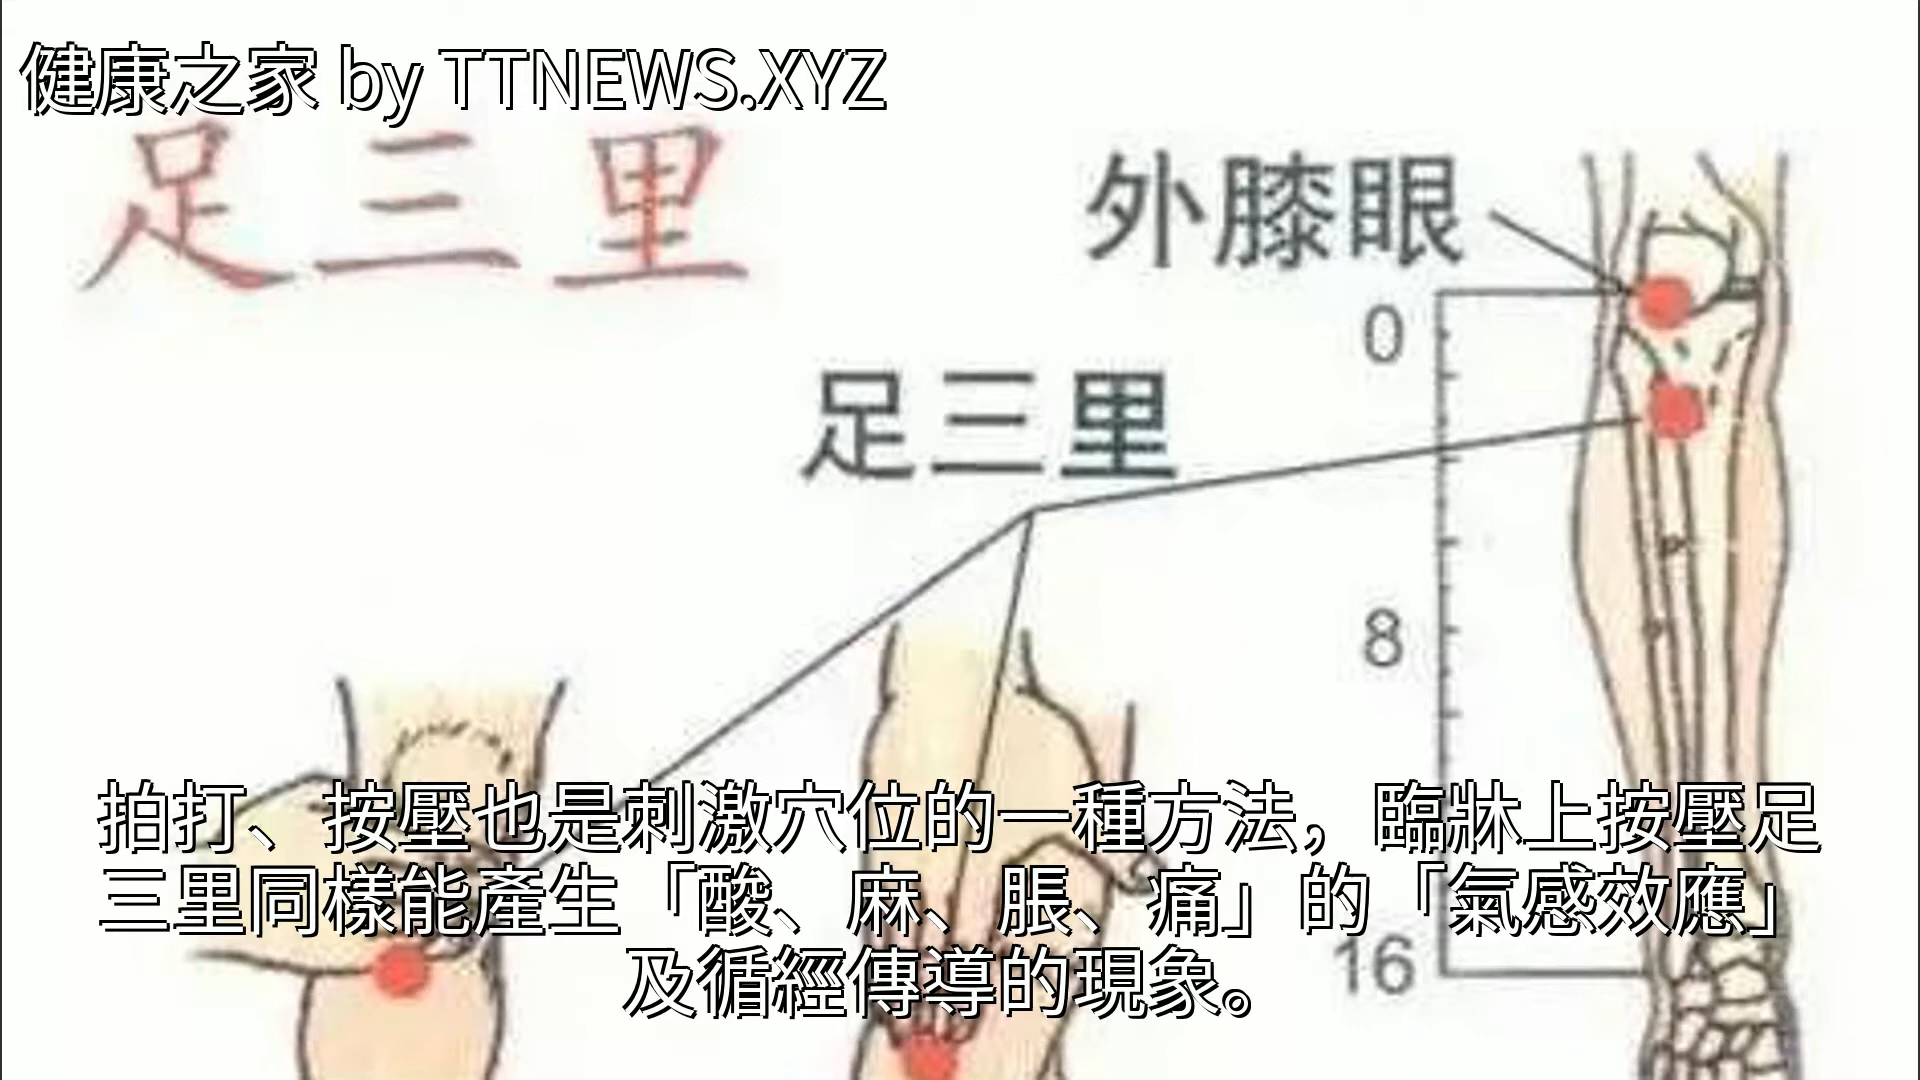 健康之家 by TTNEWS.XYZ
足三里
外膝眼
0
足三里
8
16
拍打、按壓也是刺激穴位的一種方法，臨牀上按壓足
三里同樣能產生「酸、麻、脹、痛」的「氣感效應」
及循經傳導的現象。